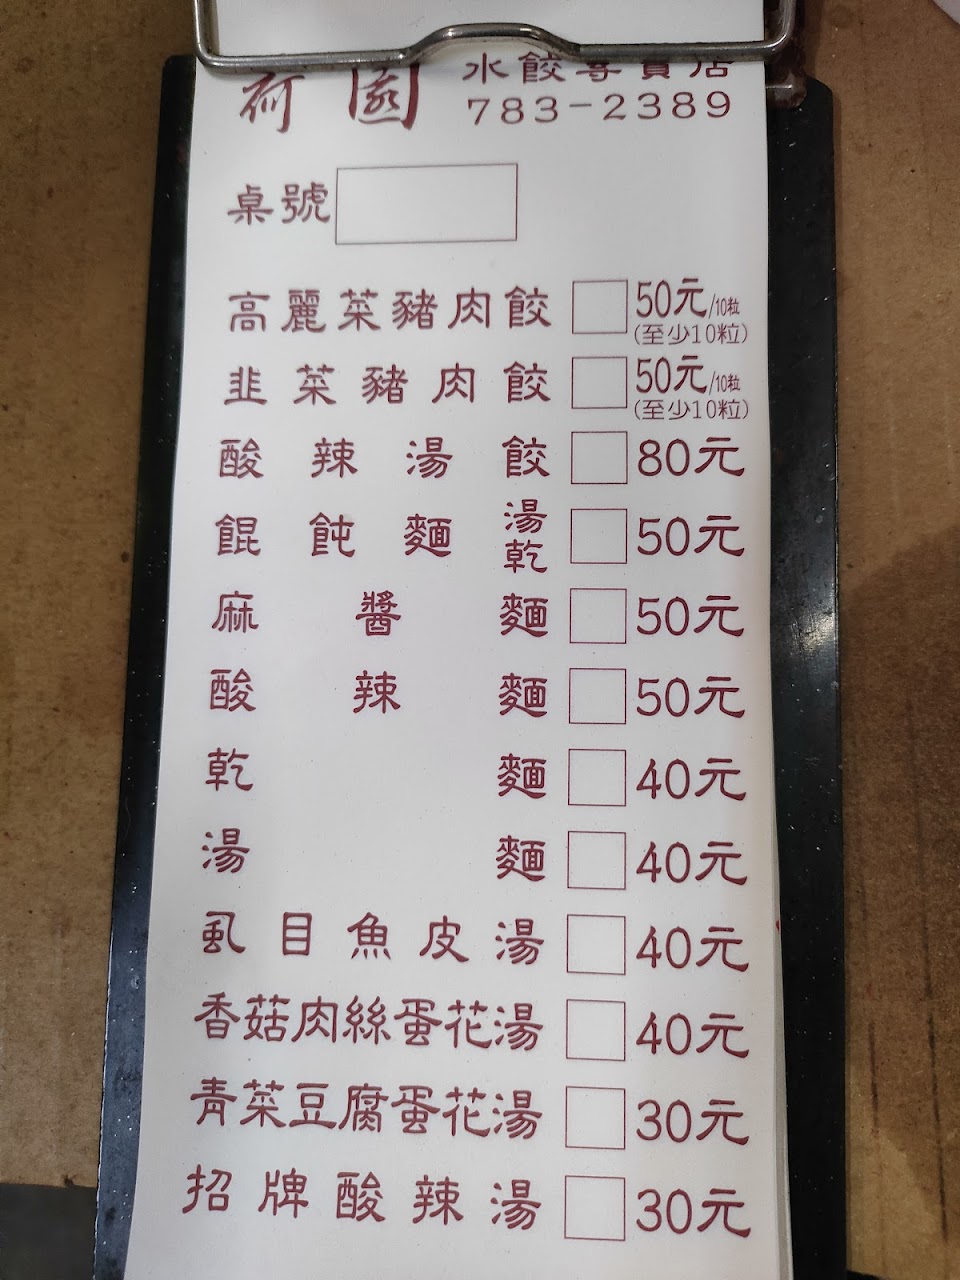 荷園 水餃專賣店
783-2389
桌號
高麗菜豬肉餃 50元/10粒
(至少10粒)
韭菜豬肉餃 50元/10粒
(至少10粒)
酸辣湯餃 80元
餛飩麵 湯乾 50元
麻醬麵 50元
酸辣麵 50元
乾麵 40元
湯麵 40元
虱目魚皮湯 40元
香菇肉絲蛋花湯 40元
青菜豆腐蛋花湯 30元
招牌酸辣湯 30元